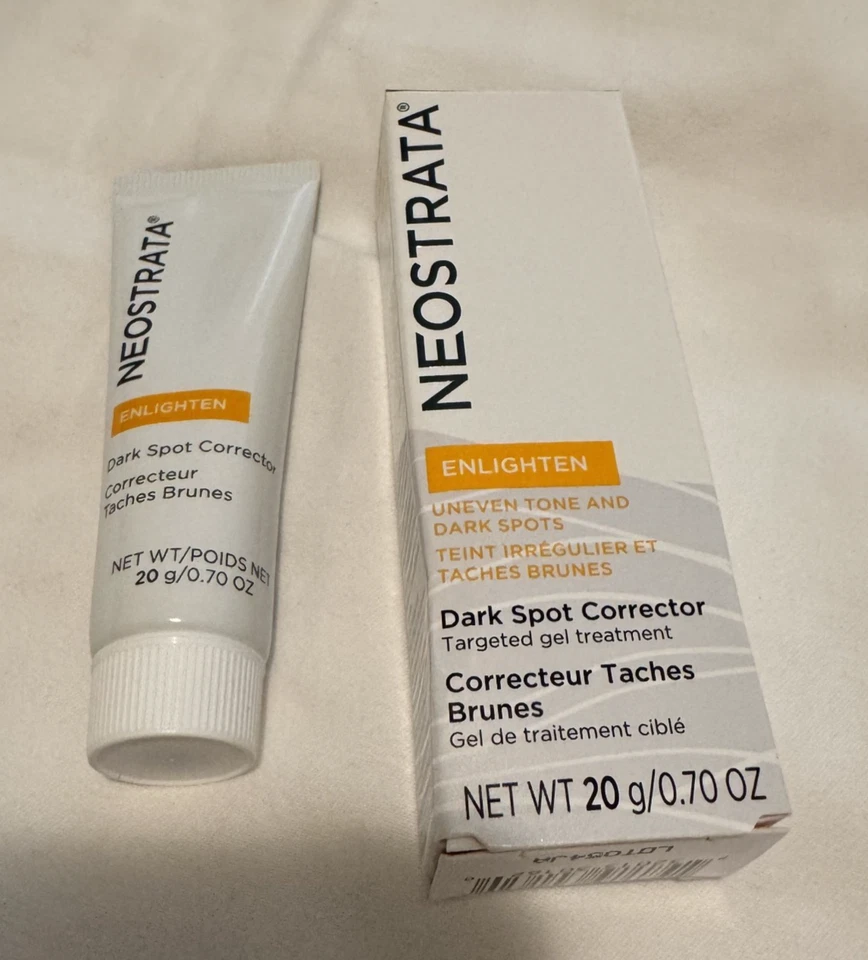 NEOSTRATA®
ENLIGHTEN
Dark Spot Corrector
Correcteur
Taches Brunes
NET WT/POIDS NET
20 g/0.70 OZ
NEOSTRATA®
ENLIGHTEN
UNEVEN TONE AND
DARK SPOTS
TEINT IRRÉGULIER ET
TACHES BRUNES
Dark Spot Corrector
Targeted gel treatment
Correcteur Taches
Brunes
Gel de traitement ciblé
NET WT 20 g/0.70 OZ